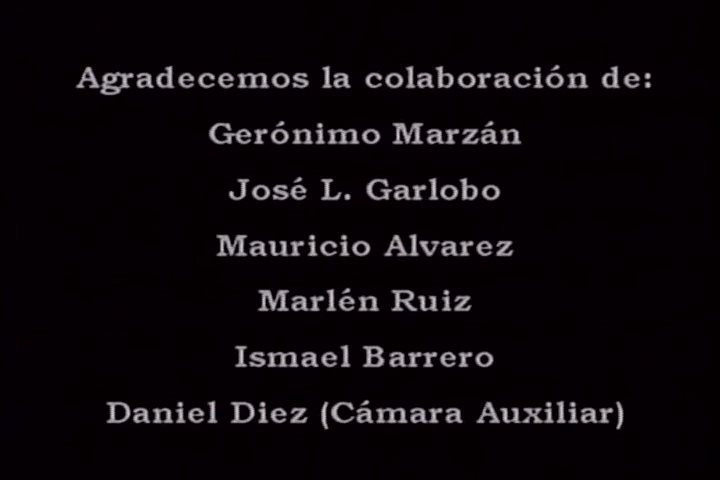 Agradecemos la colaboración de:
Gerónimo Marzán
José L. Garlobo
Mauricio Alvarez
Marlén Ruiz
Ismael Barrero
Daniel Diez (Cámara Auxiliar)